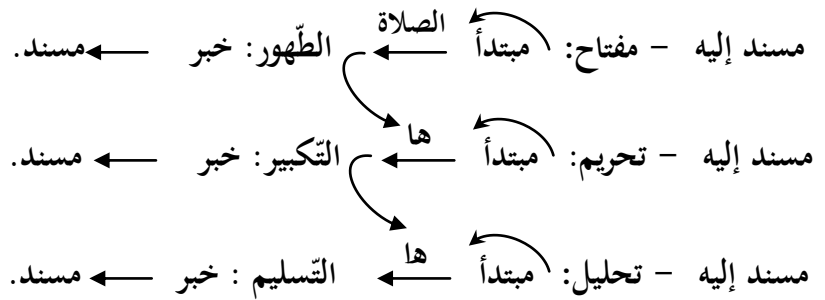 مسند إليه – مفتاح: مبتدأ الصلاة الطّهور: خبر مسند.
مسند إليه – تحريم: مبتدأ ها التّكبير: خبر مسند.
مسند إليه – تحليل: مبتدأ ها التّسليم : خبر مسند.